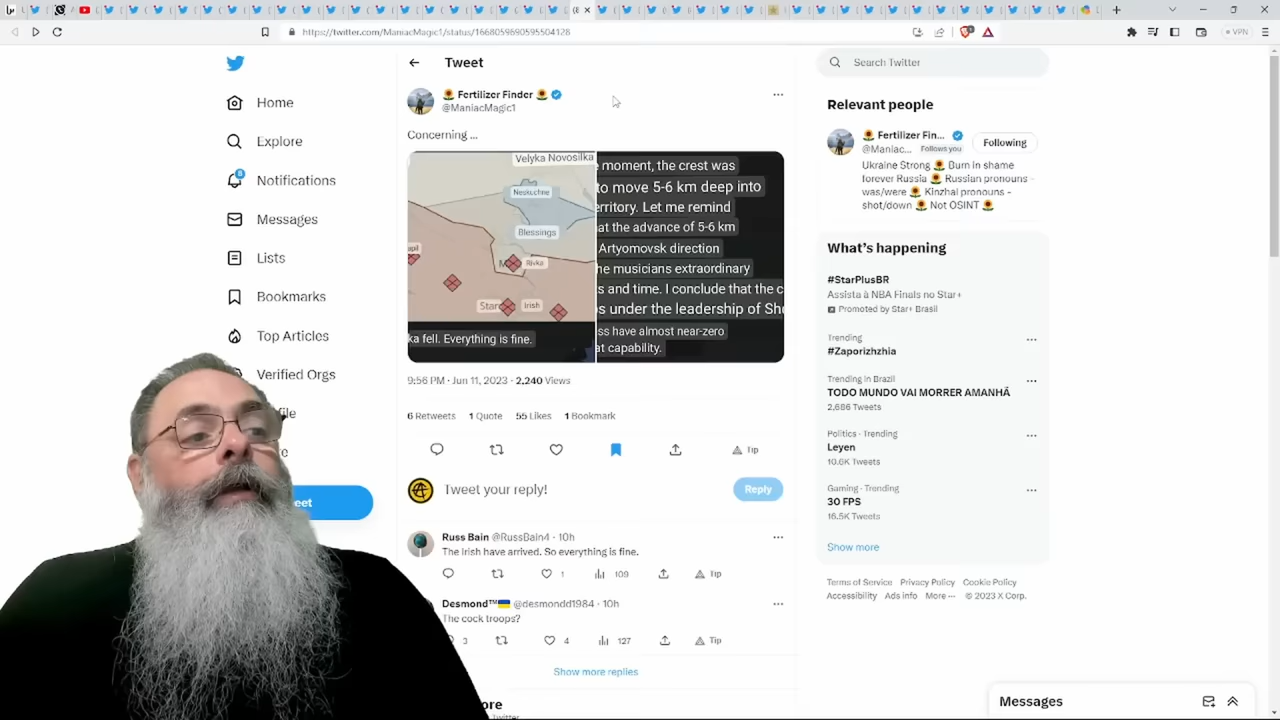 VPN
https://twitter.com/ManiacMagic1/status/1668059890595504128
Home
Explore
8
Notifications
Messages
Lists
Bookmarks
Top Articles
Verified Orgs
Tweet
🌻 Fertilizer Finder 🌻
@ManiacMagic1
Concerning ...
Velyka Novosilka
Neskuchne
Blessings
Rivka
Irish
ka fell. Everything is fine.
moment, the crest was
to move 5-6 km deep into
erritory. Let me remind
at the advance of 5-6 km
Artyomovsk direction
he musicians extraordinary
s and time. I conclude that the c
s under the leadership of Sho
ss have almost near-zero
at capability.
9:56 PM · Jun 11, 2023 · 2,240 Views
6 Retweets 1 Quote 55 Likes 1 Bookmark
Tip
Tweet your reply!
Reply
Russ Bain @RussBain4 · 10h
The Irish have arrived. So everything is fine.
1 109 Tip
Desmond™🇺🇦 @desmondd1984 · 10h
The cock troops?
3 4 127 Tip
Show more replies
Search Twitter
Relevant people
🌻 Fertilizer Fin...
@Maniac... Follows you
Following
Ukraine Strong 🌻 Burn in shame
forever Russia 🌻 Russian pronouns -
was/were 🌻 Kinzhal pronouns -
shot/down 🌻 Not OSINT 🌻
What's happening
#StarPlusBR
Assista à NBA Finals no Star+
Promoted by Star+ Brasil
Trending
#Zaporizhzhia
Trending in Brazil
TODO MUNDO VAI MORRER AMANHÃ
2,686 Tweets
Politics · Trending
Leyen
10.6K Tweets
Gaming · Trending
30 FPS
16.5K Tweets
Show more
Terms of Service Privacy Policy Cookie Policy
Accessibility Ads info More ··· © 2023 X Corp.
Messages